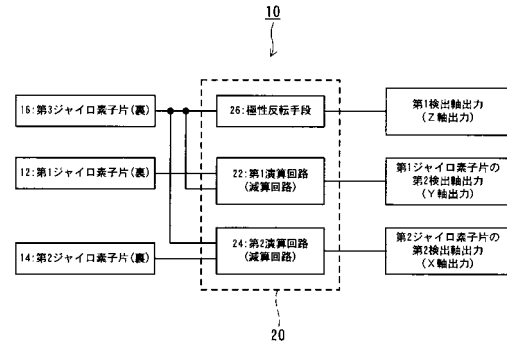 10
16:第3ジャイロ素子片(裏)
26:極性反転手段
第1検出軸出力
(Z軸出力)
12:第1ジャイロ素子片(裏)
22:第1演算回路
(減算回路)
第1ジャイロ素子片の
第2検出軸出力
(Y軸出力)
14:第2ジャイロ素子片(裏)
24:第2演算回路
(減算回路)
第2ジャイロ素子片の
第2検出軸出力
(X軸出力)
20